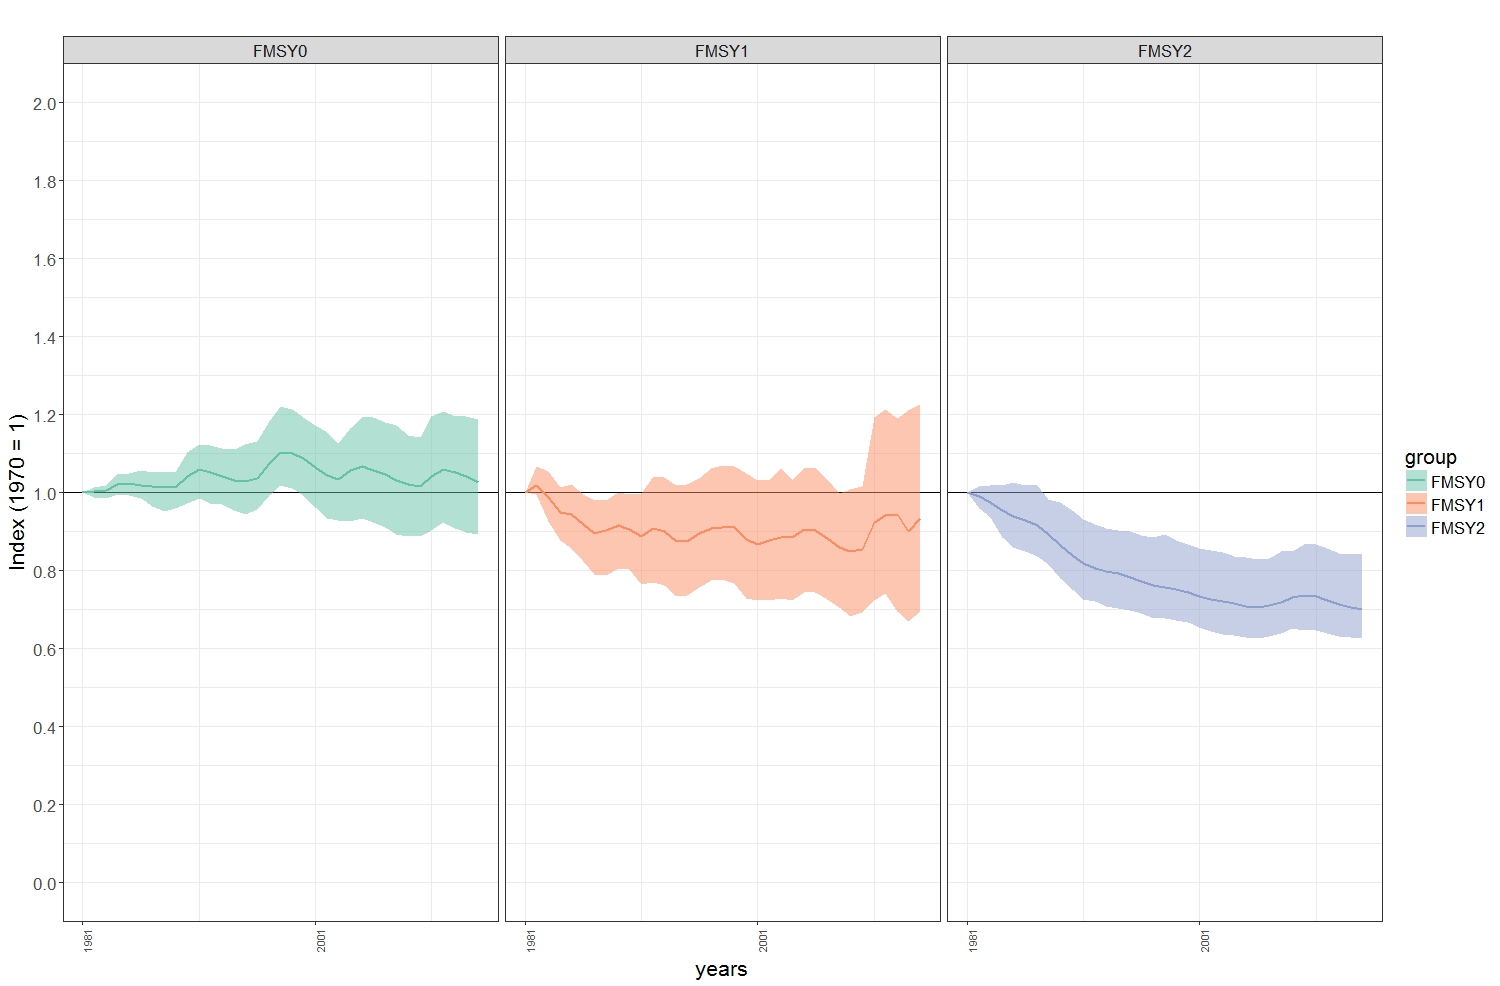 FMSY0 FMSY1 FMSY2
2.0
1.8
1.6
1.4
1.2
1.0
0.8
0.6
0.4
0.2
0.0
Index (1970 = 1)
1981 2001 1981 2001 1981 2001
years
group
FMSY0
FMSY1
FMSY2